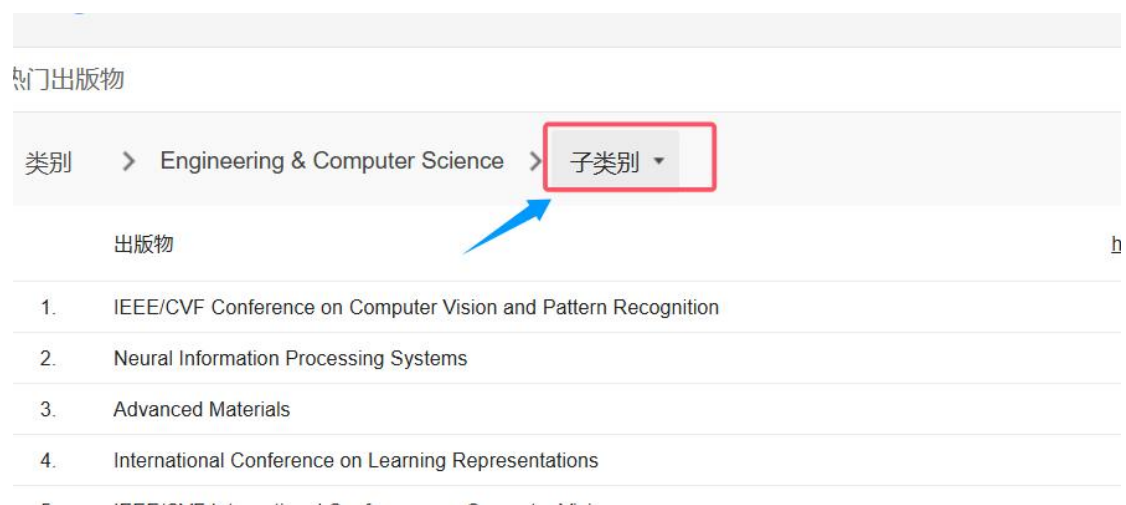 热门出版物
类别 > Engineering & Computer Science > 子类别
出版物 h
1. IEEE/CVF Conference on Computer Vision and Pattern Recognition
2. Neural Information Processing Systems
3. Advanced Materials
4. International Conference on Learning Representations